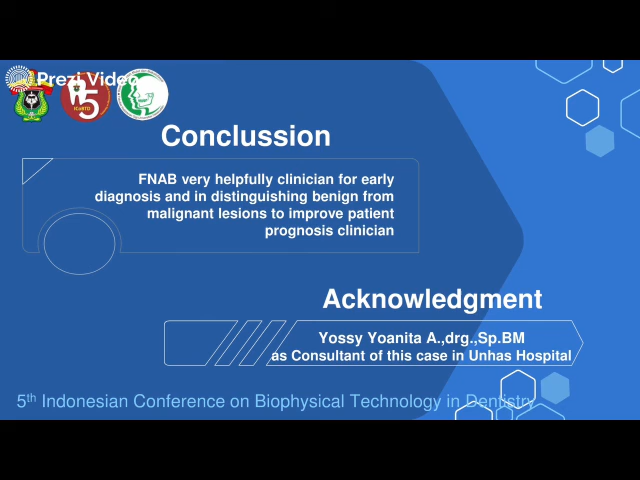 Prezi Video
5
Conclussion
FNAB very helpfully clinician for early
diagnosis and in distinguishing benign from
malignant lesions to improve patient
prognosis clinician
Acknowledgment
Yossy Yoanita A.,drg.,Sp.BM
as Consultant of this case in Unhas Hospital
5th Indonesian Conference on Biophysical Technology in Dentistry